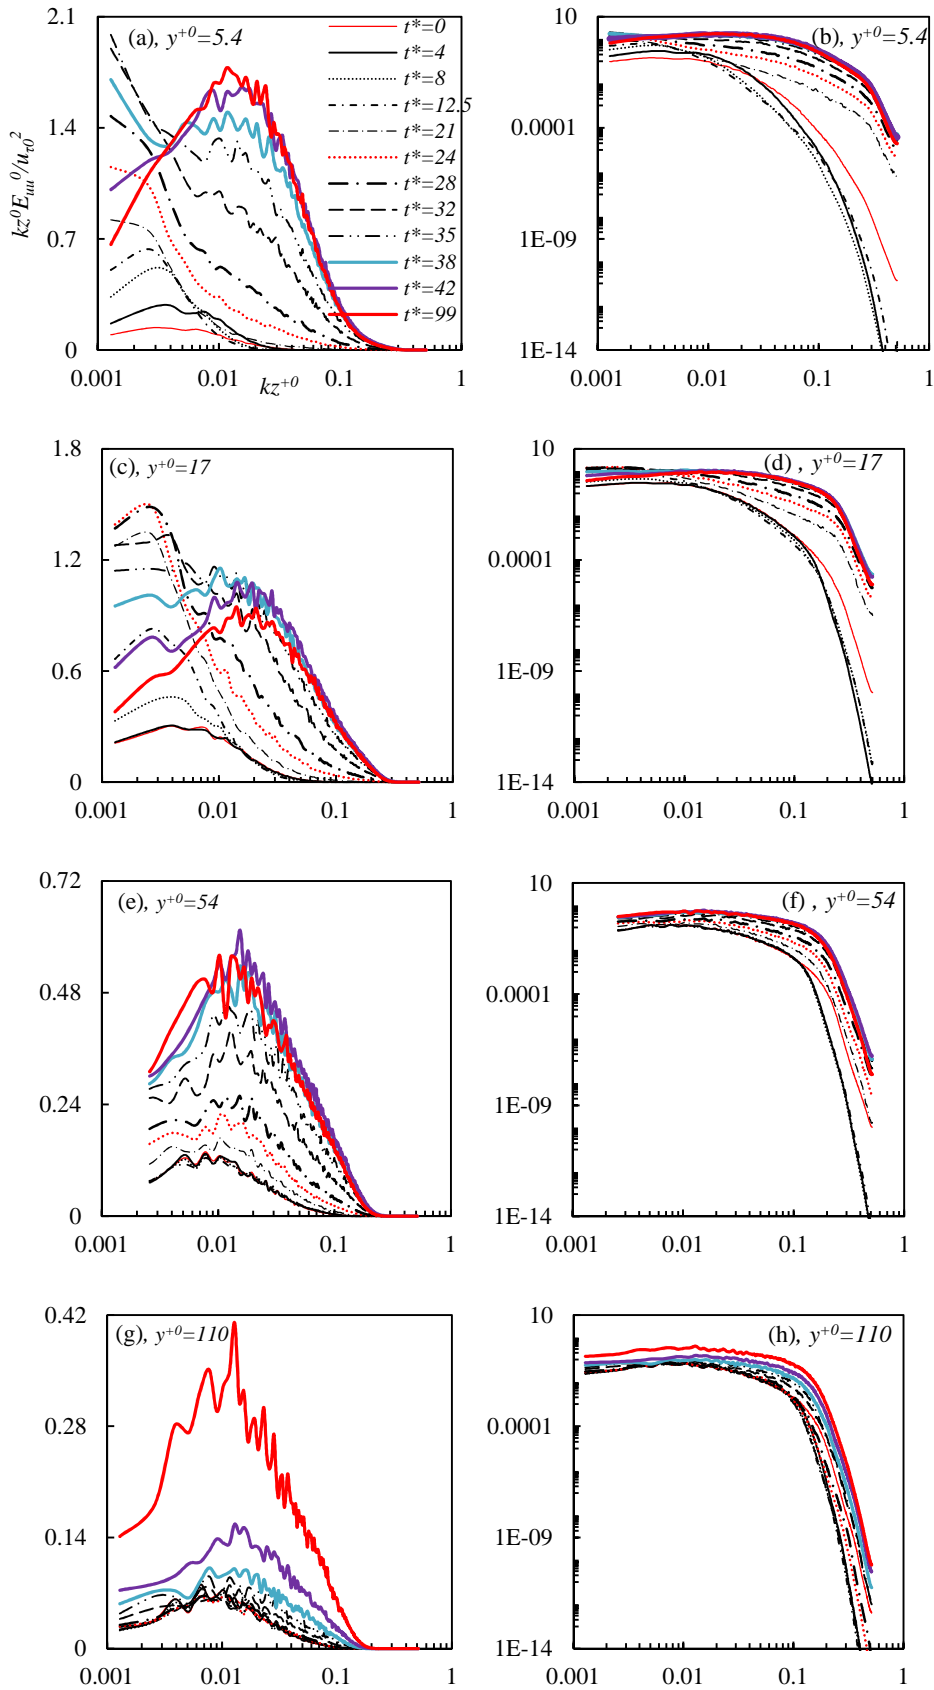 2.1
1.4
0.7
0
0.001
0.01
0.1
1
kz⁰E_uu⁰/u_τ0²
kz⁺⁰
(a), y⁺⁰=5.4
t*=0
t*=4
t*=8
t*=12.5
t*=21
t*=24
t*=28
t*=32
t*=35
t*=38
t*=42
t*=99
10
0.0001
1E-09
1E-14
0.001
0.01
0.1
1
(b), y⁺⁰=5.4
1.8
1.2
0.6
0
0.001
0.01
0.1
1
(c), y⁺⁰=17
10
0.0001
1E-09
1E-14
0.001
0.01
0.1
1
(d) , y⁺⁰=17
0.72
0.48
0.24
0
0.001
0.01
0.1
1
(e), y⁺⁰=54
10
0.0001
1E-09
1E-14
0.001
0.01
0.1
1
(f) , y⁺⁰=54
0.42
0.28
0.14
0
0.001
0.01
0.1
1
(g), y⁺⁰=110
10
0.0001
1E-09
1E-14
0.001
0.01
0.1
1
(h), y⁺⁰=110